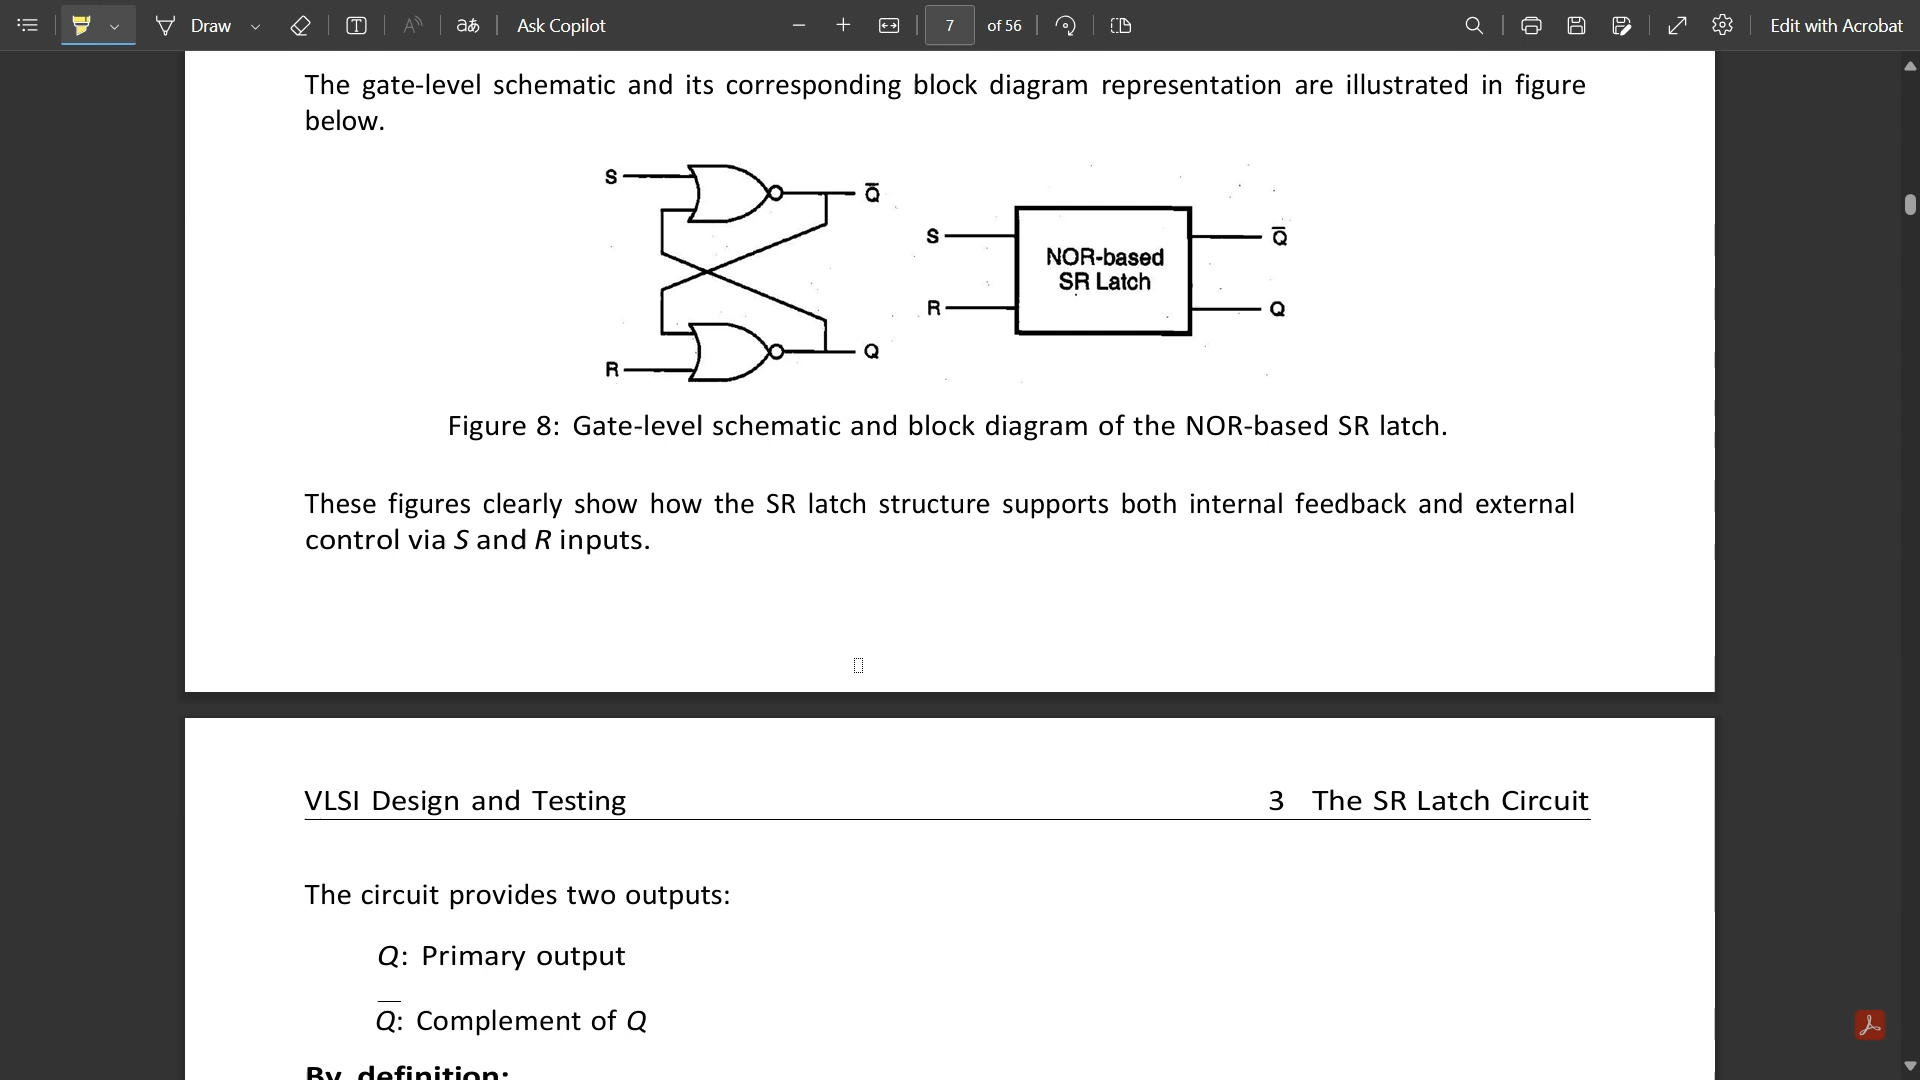 Draw
Ask Copilot
7 of 56
Edit with Acrobat
The gate-level schematic and its corresponding block diagram representation are illustrated in figure
below.
S
Q̅
R
Q
S
Q̅
NOR-based
SR Latch
R
Q
Figure 8: Gate-level schematic and block diagram of the NOR-based SR latch.
These figures clearly show how the SR latch structure supports both internal feedback and external
control via S and R inputs.
VLSI Design and Testing 3 The SR Latch Circuit
The circuit provides two outputs:
Q: Primary output
Q̅: Complement of Q
By definition: